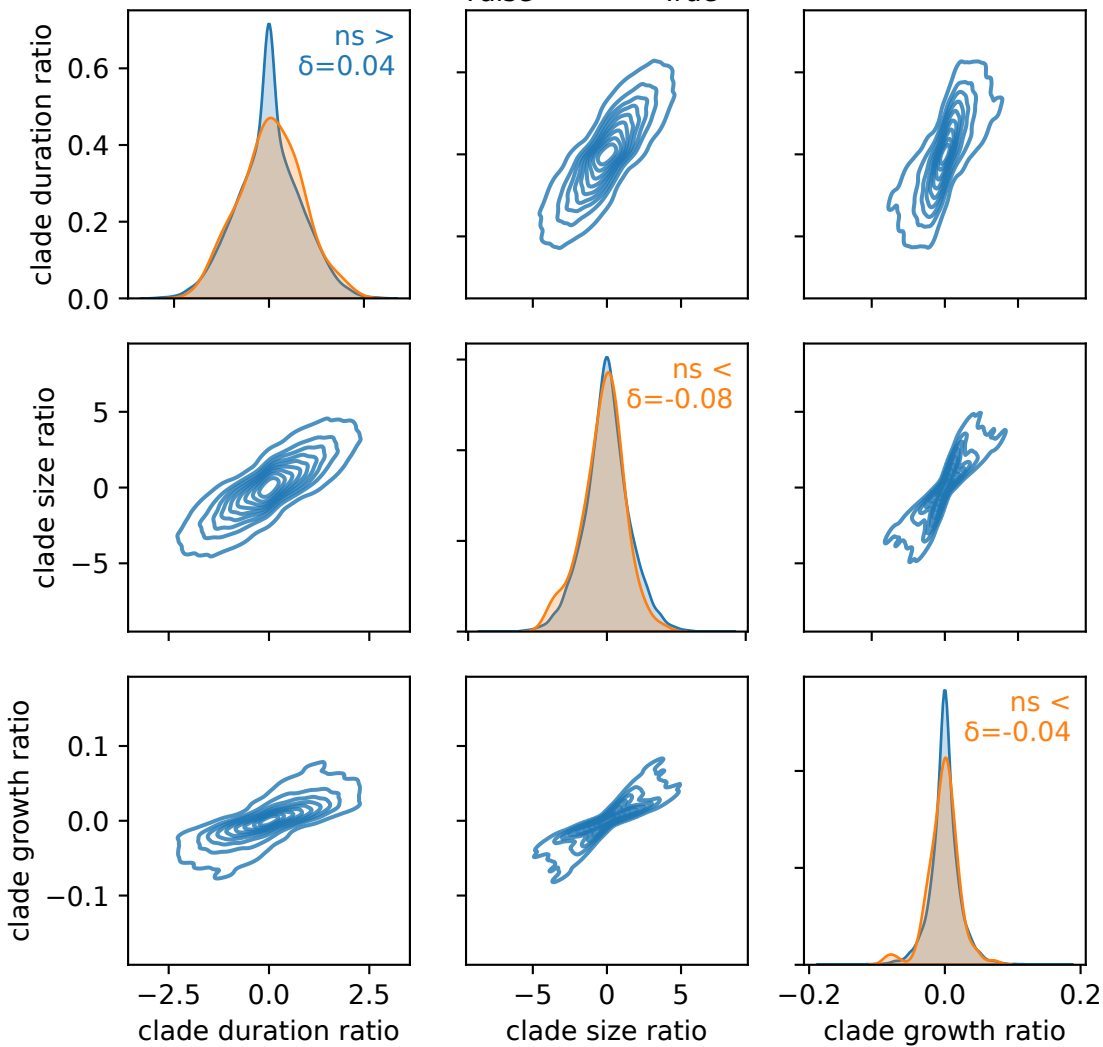 clade duration ratio
0.6
0.4
0.2
0.0
ns >
δ=0.04
−5
0
5
clade size ratio
5
0
−5
ns <
δ=-0.08
clade growth ratio
0.1
0.0
−0.1
ns <
δ=-0.04
−2.5
0.0
2.5
−5
0
5
−0.2
0.0
0.2
clade duration ratio
clade size ratio
clade growth ratio